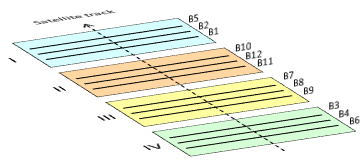 Satellite track
B5
B2
B1
I
B10
B12
B11
II
B7
B8
B9
III
B3
B4
B6
IV